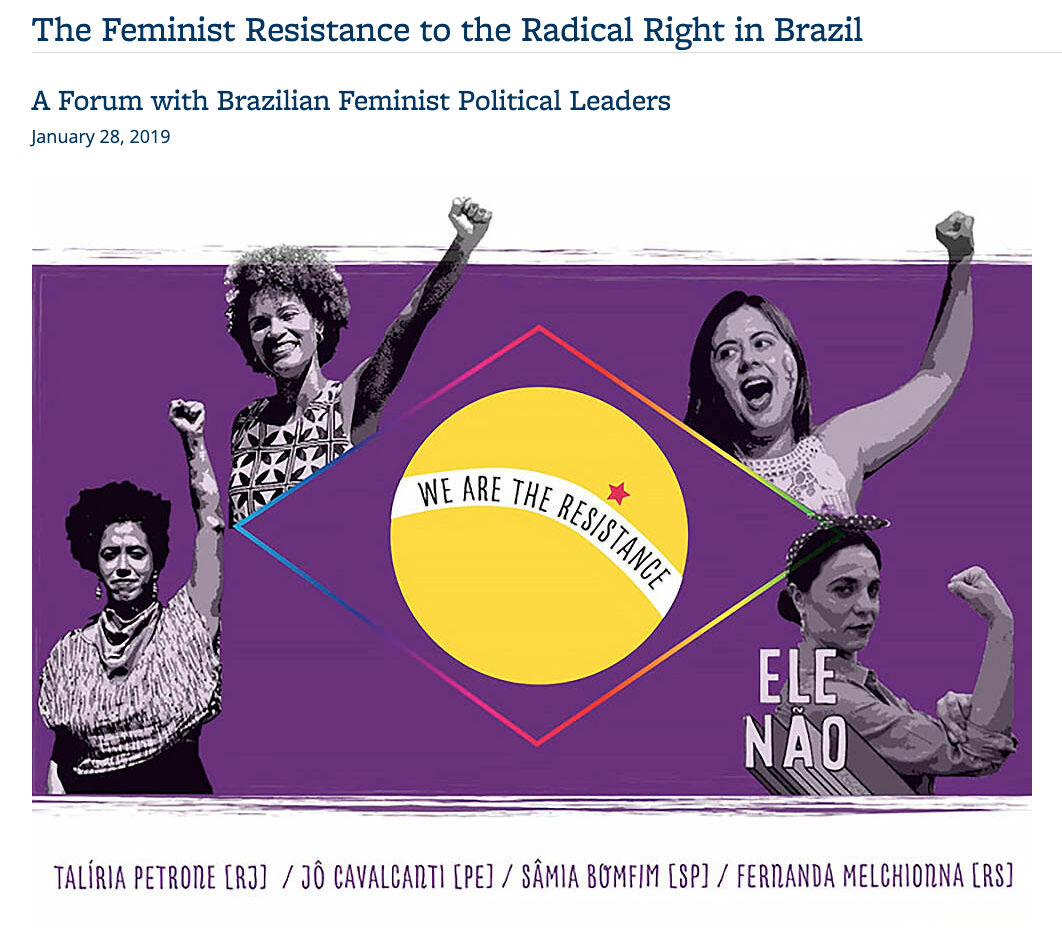 The Feminist Resistance to the Radical Right in Brazil
A Forum with Brazilian Feminist Political Leaders
January 28, 2019
WE ARE THE RESISTANCE
ELE
NÃO
TALÍRIA PETRONE [RJ] / JÔ CAVALCANTI [PE] / SÂMIA BOMFIM [SP] / FERNANDA MELCHIONNA [RS]